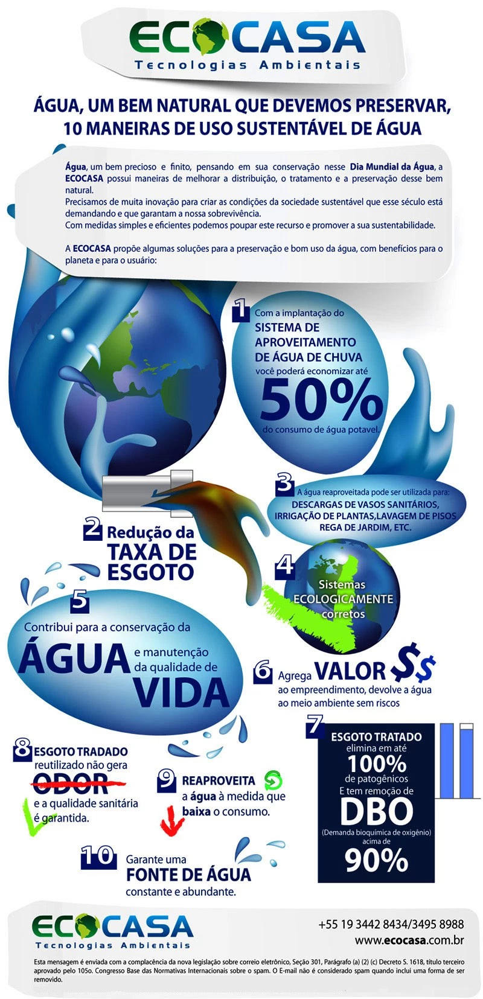 ECOCASA
Tecnologias Ambientais
ÁGUA, UM BEM NATURAL QUE DEVEMOS PRESERVAR,
10 MANEIRAS DE USO SUSTENTÁVEL DE ÁGUA
Água, um bem precioso e finito, pensando em sua conservação nesse Dia Mundial da Água, a
ECOCASA possui maneiras de melhorar a distribuição, o tratamento e a preservação desse bem
natural.
Precisamos de muita inovação para criar as condições da sociedade sustentável que esse século está
demandando e que garantam a nossa sobrevivência.
Com medidas simples e eficientes podemos poupar este recurso e promover a sua sustentabilidade.
A ECOCASA propõe algumas soluções para a preservação e bom uso da água, com benefícios para o
planeta e para o usuário:
1 Com a implantação do
SISTEMA DE
APROVEITAMENTO
DE ÁGUA DE CHUVA
você poderá economizar até
50%
do consumo de água potavel.
2 Redução da
TAXA DE
ESGOTO
3 A água reaproveitada pode ser utilizada para:
DESCARGAS DE VASOS SANITÁRIOS,
IRRIGAÇÃO DE PLANTAS,LAVAGEM DE PISOS
REGA DE JARDIM, ETC.
4
Sistemas
ECOLOGICAMENTE
corretos
5
Contribui para a conservação da
ÁGUA e manutenção
da qualidade de
VIDA
6 Agrega VALOR $$
ao empreendimento, devolve a água
ao meio ambiente sem riscos
7
ESGOTO TRATADO
elimina em até
100%
de patogênicos
E tem remoção de
DBO
(Demanda bioquímica de oxigênio)
acima de
90%
8 ESGOTO TRADADO
reutilizado não gera
ODOR
e a qualidade sanitária
é garantida.
9 REAPROVEITA
a água à medida que
baixa o consumo.
10 Garante uma
FONTE DE ÁGUA
constante e abundante.
ECOCASA
Tecnologias Ambientais
+55 19 3442 8434/3495 8988
www.ecocasa.com.br
Esta mensagem é enviada com a complacência da nova legislação sobre correio eletrônico, Seção 301, Parágrafo (a) (2) (c) Decreto S. 1618, título terceiro
aprovado pelo 105o. Congresso Base das Normativas Internacionais sobre o spam. O E-mail não é considerado spam quando inclui uma forma de ser
removido.